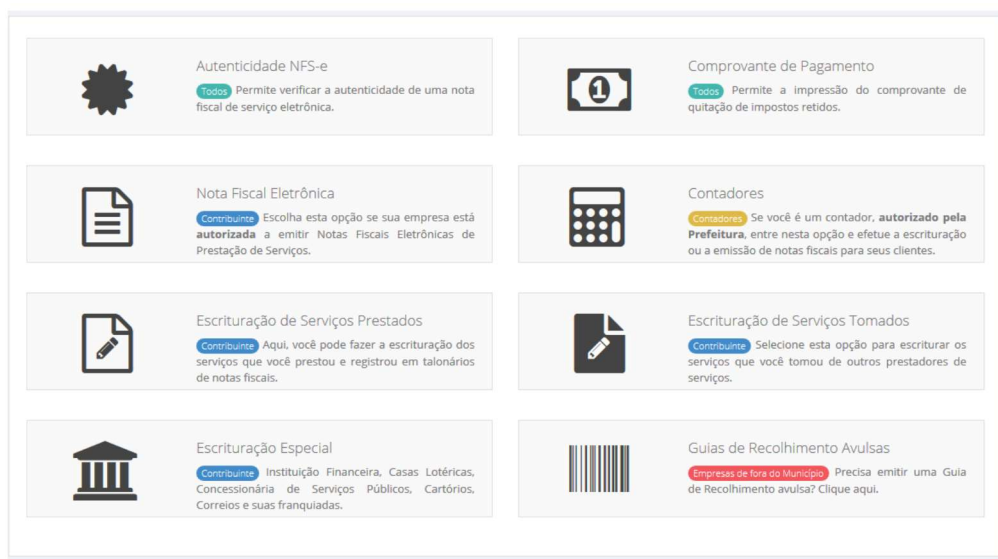 Autenticidade NFS-e
Todos Permite verificar a autenticidade de uma nota
fiscal de serviço eletrônica.
Comprovante de Pagamento
Todos Permite a impressão do comprovante de
quitação de impostos retidos.
Nota Fiscal Eletrônica
Contribuinte Escolha esta opção se sua empresa está
autorizada a emitir Notas Fiscais Eletrônicas de
Prestação de Serviços.
Contadores
Contadores Se você é um contador, autorizado pela
Prefeitura, entre nesta opção e efetue a escrituração
ou a emissão de notas fiscais para seus clientes.
Escrituração de Serviços Prestados
Contribuinte Aqui, você pode fazer a escrituração dos
serviços que você prestou e registrou em talonários
de notas fiscais.
Escrituração de Serviços Tomados
Contribuinte Selecione esta opção para escriturar os
serviços que você tomou de outros prestadores de
serviços.
Escrituração Especial
Contribuinte Instituição Financeira, Casas Lotéricas,
Concessionária de Serviços Públicos, Cartórios,
Correios e suas franquiadas.
Guias de Recolhimento Avulsas
Empresas de fora do Município Precisa emitir uma Guia
de Recolhimento avulsa? Clique aqui.